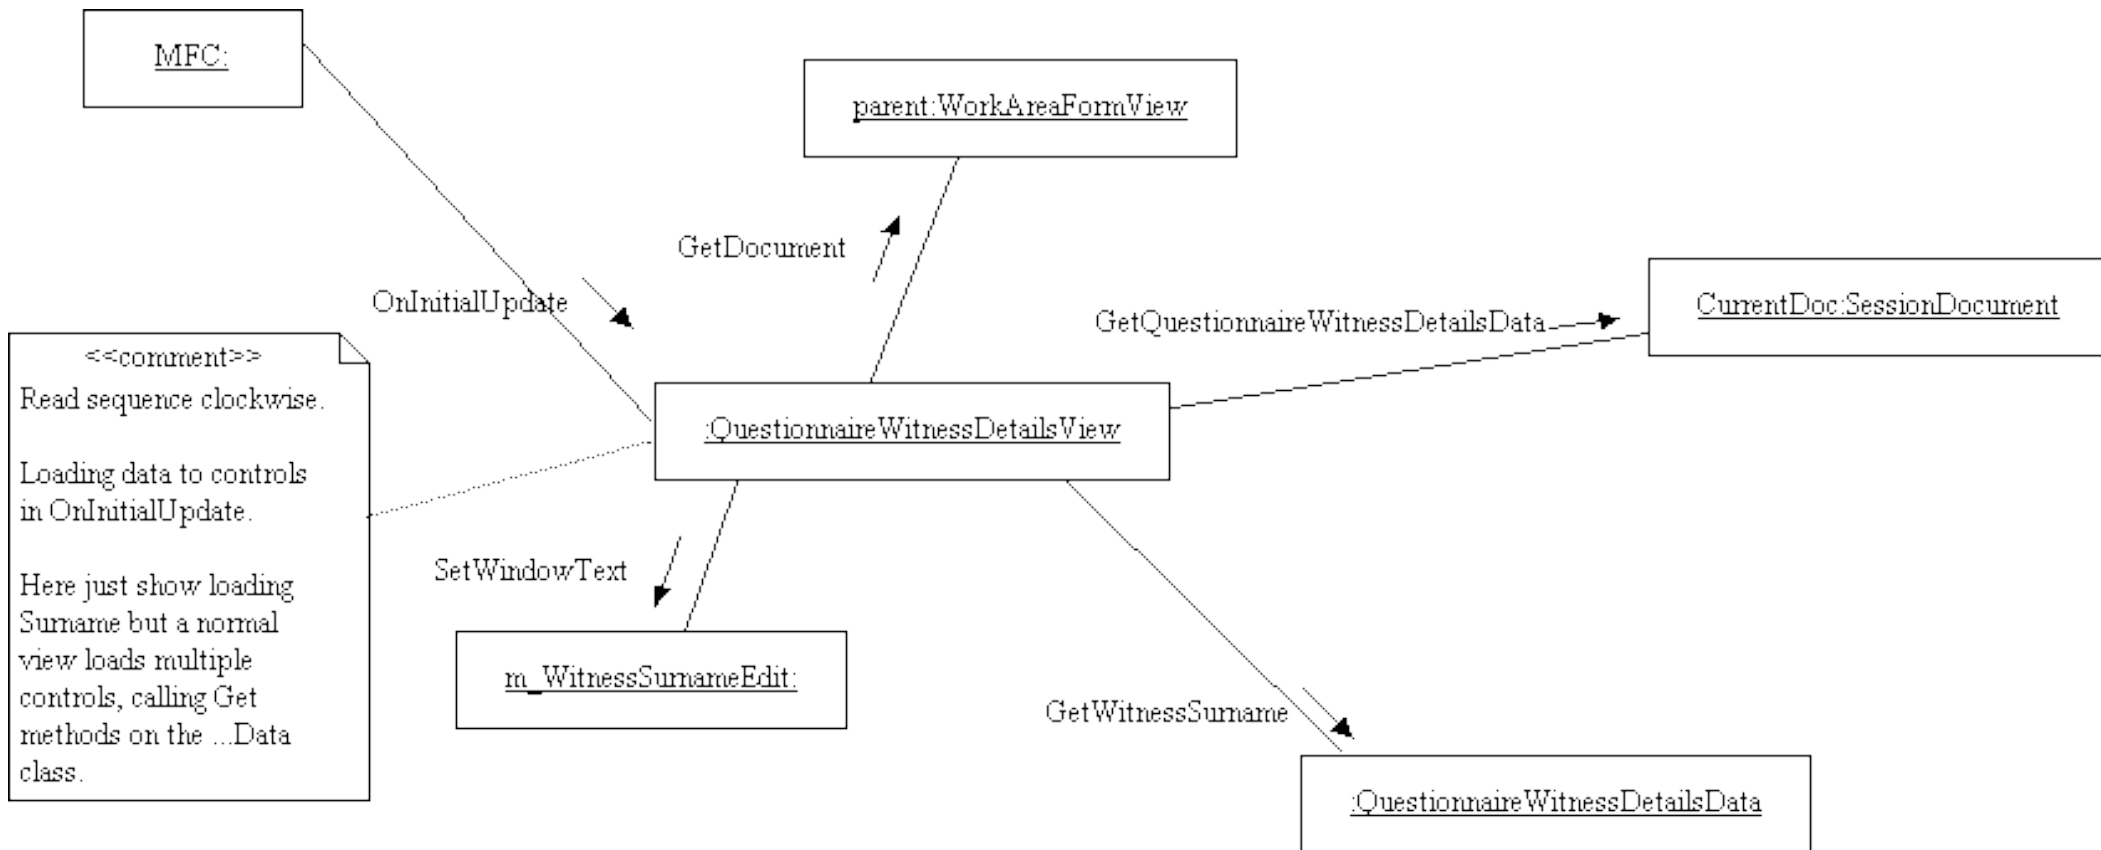 MFC:
parent:WorkAreaFormView
GetDocument
OnInitialUpdate
CurrentDoc:SessionDocument
GetQuestionnaireWitnessDetailsData
<<comment>>
Read sequence clockwise.
Loading data to controls
in OnInitialUpdate.
Here just show loading
Surname but a normal
view loads multiple
controls, calling Get
methods on the ...Data
class.
:QuestionnaireWitnessDetailsView
SetWindowText
m_WitnessSurnameEdit:
GetWitnessSurname
:QuestionnaireWitnessDetailsData